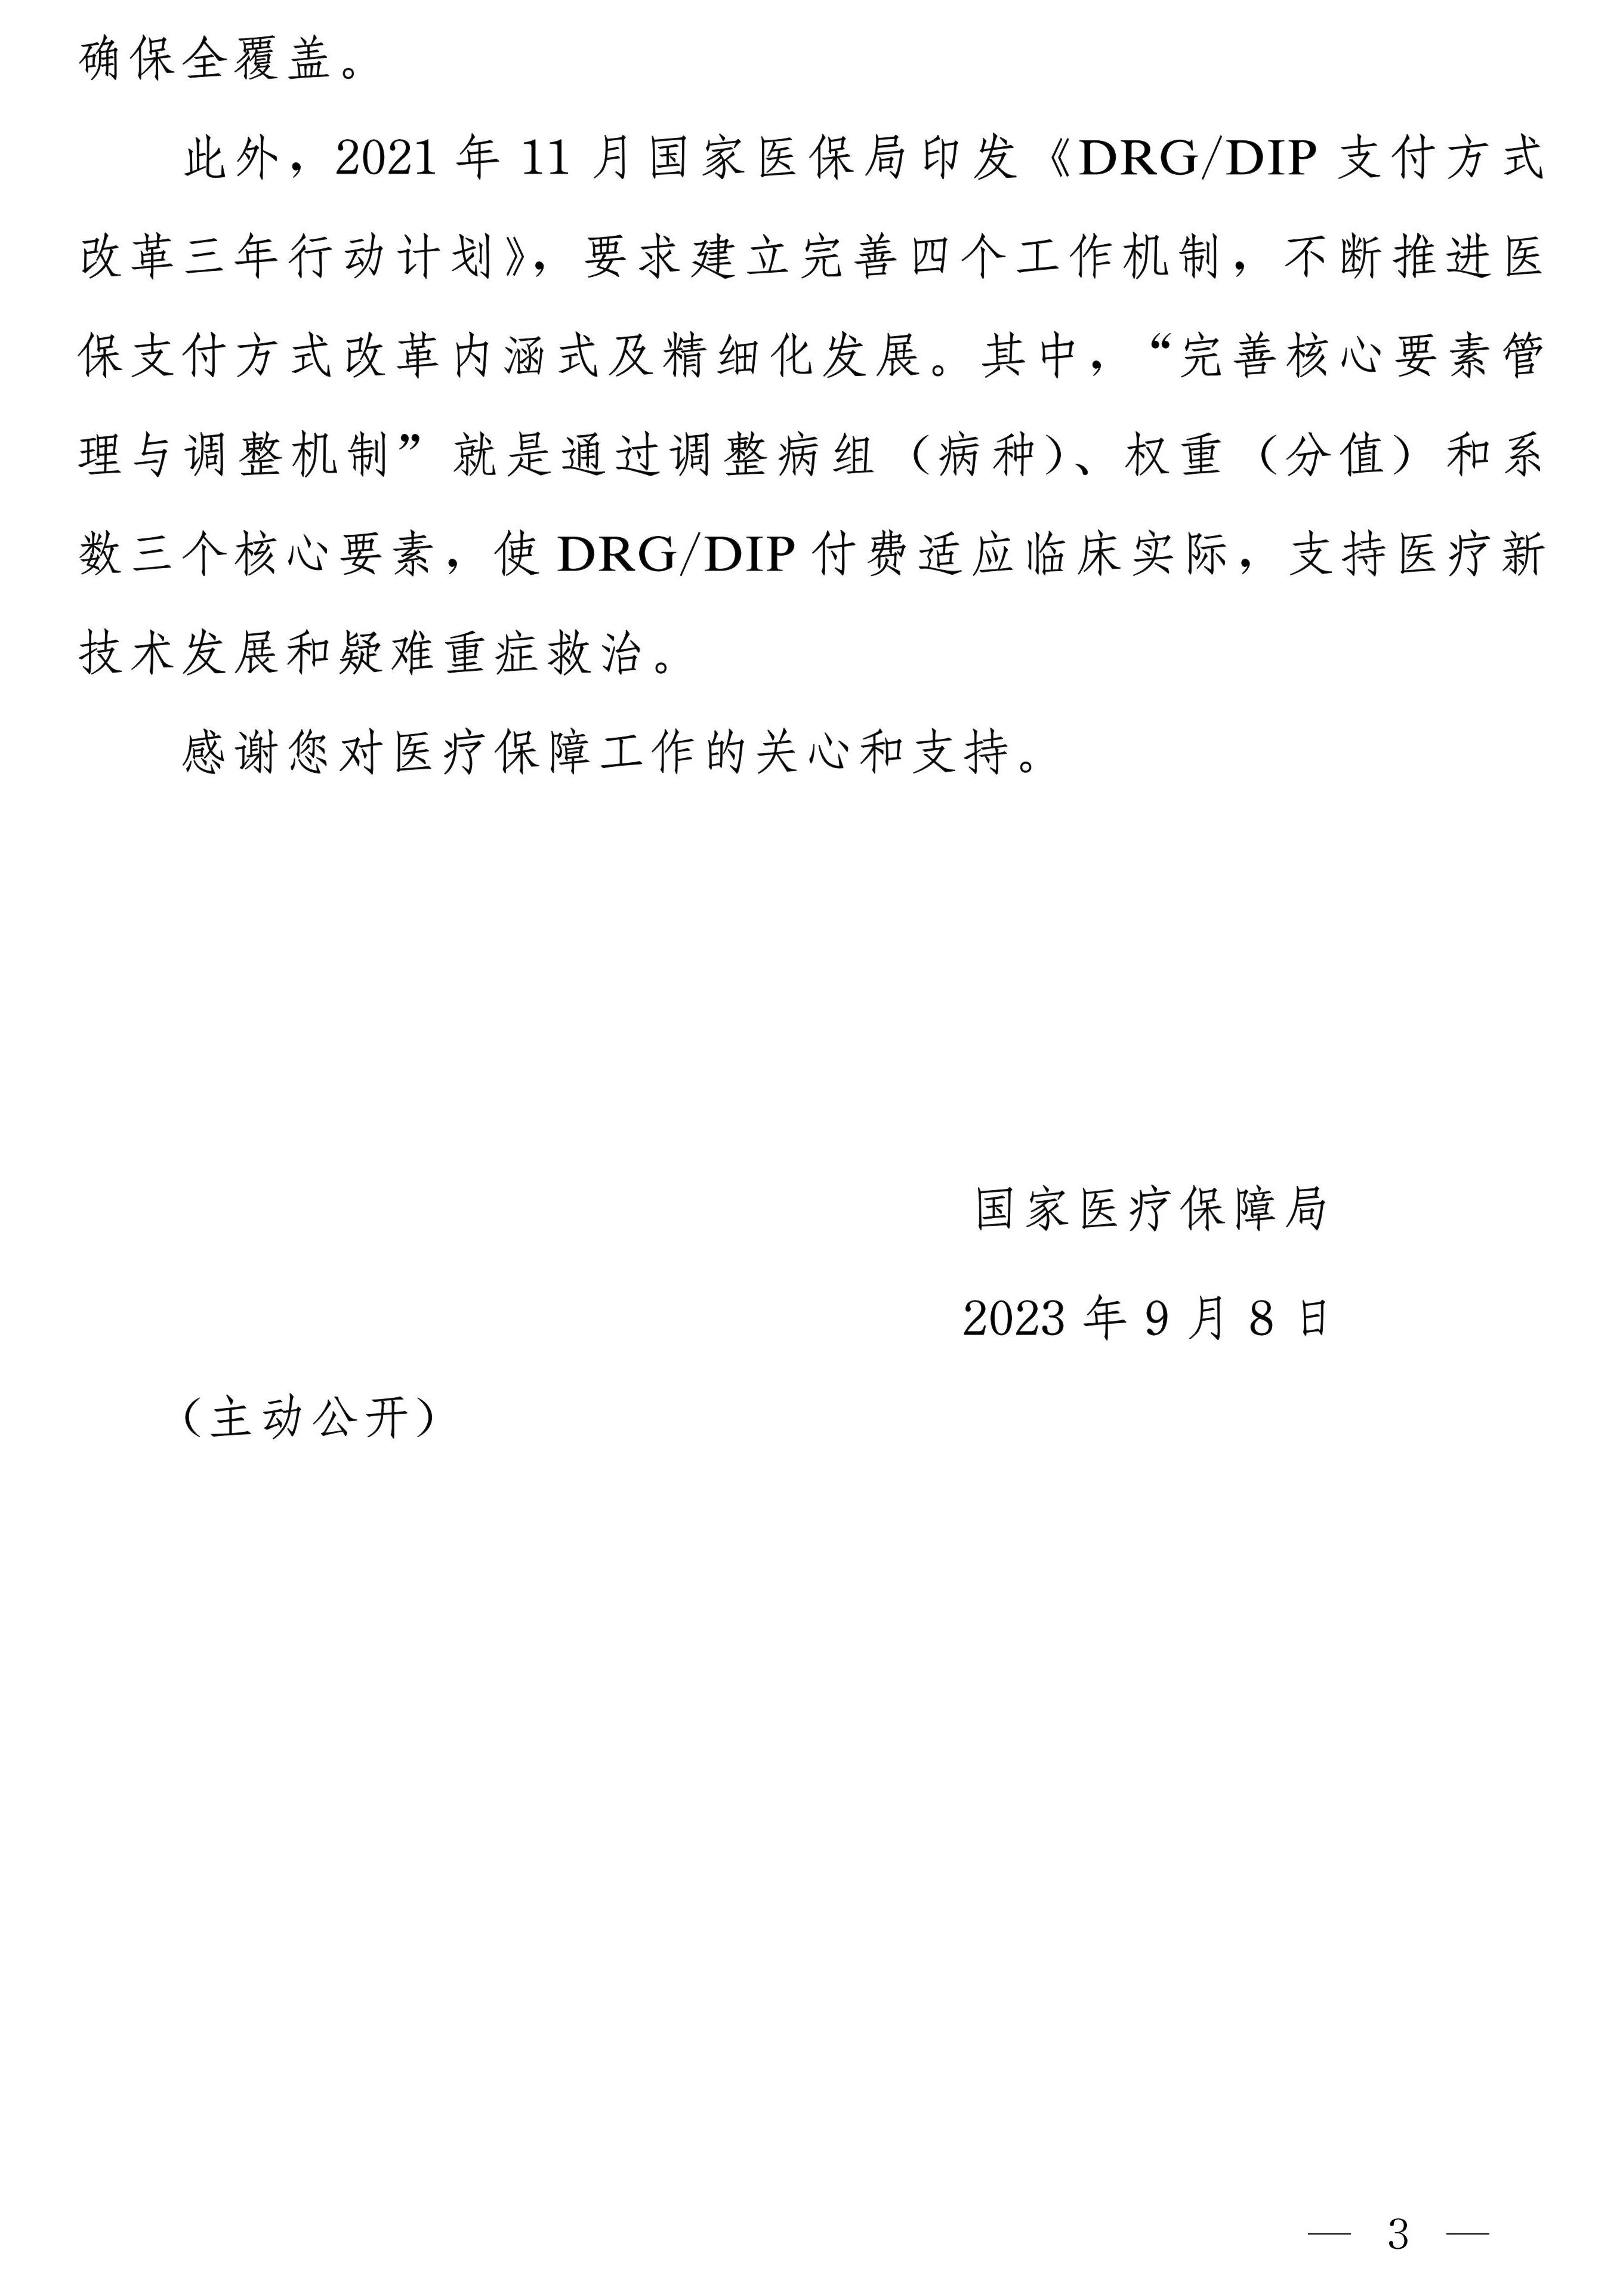 确保全覆盖。
此外，2021 年 11 月国家医保局印发《DRG/DIP 支付方式
改革三年行动计划》，要求建立完善四个工作机制，不断推进医
保支付方式改革内涵式及精细化发展。其中，“完善核心要素管
理与调整机制”就是通过调整病组（病种）、权重（分值）和系
数三个核心要素，使 DRG/DIP 付费适应临床实际，支持医疗新
技术发展和疑难重症救治。
感谢您对医疗保障工作的关心和支持。
国家医疗保障局
2023 年 9 月 8 日
（主动公开）
— 3 —